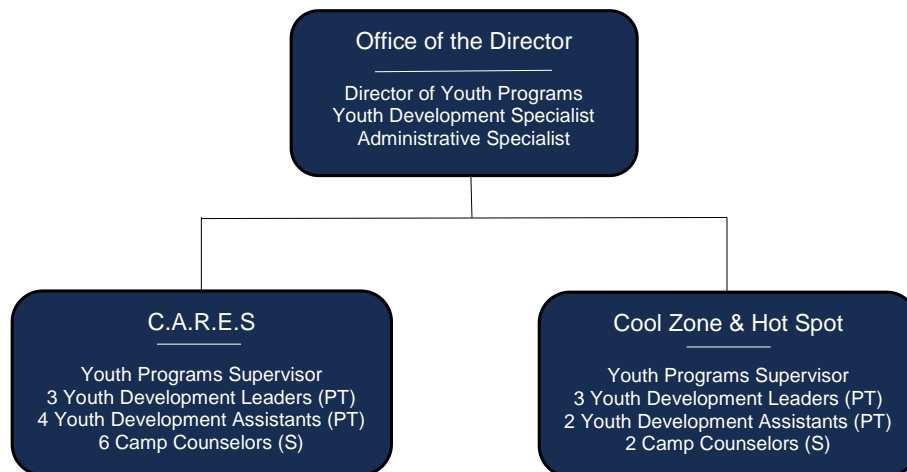 Office of the Director
Director of Youth Programs
Youth Development Specialist
Administrative Specialist
C.A.R.E.S
Youth Programs Supervisor
3 Youth Development Leaders (PT)
4 Youth Development Assistants (PT)
6 Camp Counselors (S)
Cool Zone & Hot Spot
Youth Programs Supervisor
3 Youth Development Leaders (PT)
2 Youth Development Assistants (PT)
2 Camp Counselors (S)